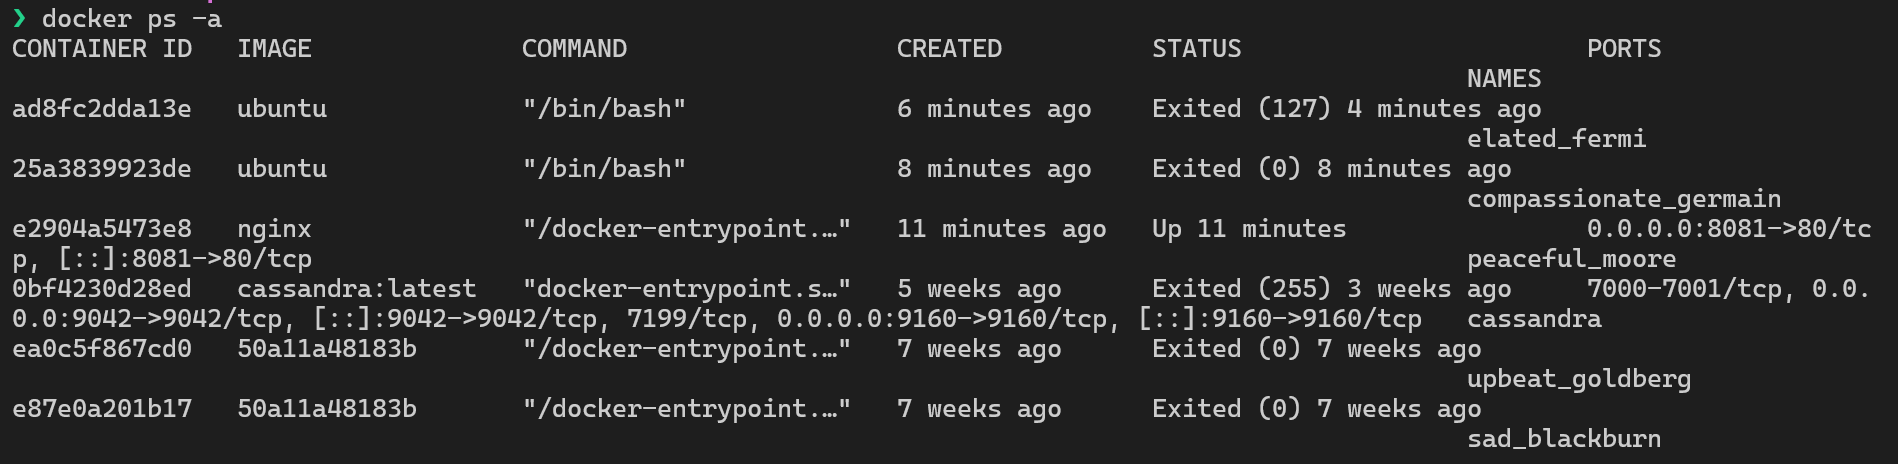 ❯ docker ps -a
CONTAINER ID   IMAGE              COMMAND                  CREATED          STATUS                       PORTS
                                                                                                 NAMES
ad8fc2dda13e   ubuntu             "/bin/bash"              6 minutes ago    Exited (127) 4 minutes ago
                                                                                                 elated_fermi
25a3839923de   ubuntu             "/bin/bash"              8 minutes ago    Exited (0) 8 minutes ago
                                                                                                 compassionate_germain
e2904a5473e8   nginx              "/docker-entrypoint.…"   11 minutes ago   Up 11 minutes                0.0.0.0:8081->80/tc
p, [::]:8081->80/tcp                                                                             peaceful_moore
0bf4230d28ed   cassandra:latest   "docker-entrypoint.s…"   5 weeks ago      Exited (255) 3 weeks ago     7000-7001/tcp, 0.0.
0.0:9042->9042/tcp, [::]:9042->9042/tcp, 7199/tcp, 0.0.0.0:9160->9160/tcp, [::]:9160->9160/tcp   cassandra
ea0c5f867cd0   50a11a48183b       "/docker-entrypoint.…"   7 weeks ago      Exited (0) 7 weeks ago
                                                                                                 upbeat_goldberg
e87e0a201b17   50a11a48183b       "/docker-entrypoint.…"   7 weeks ago      Exited (0) 7 weeks ago
                                                                                                 sad_blackburn